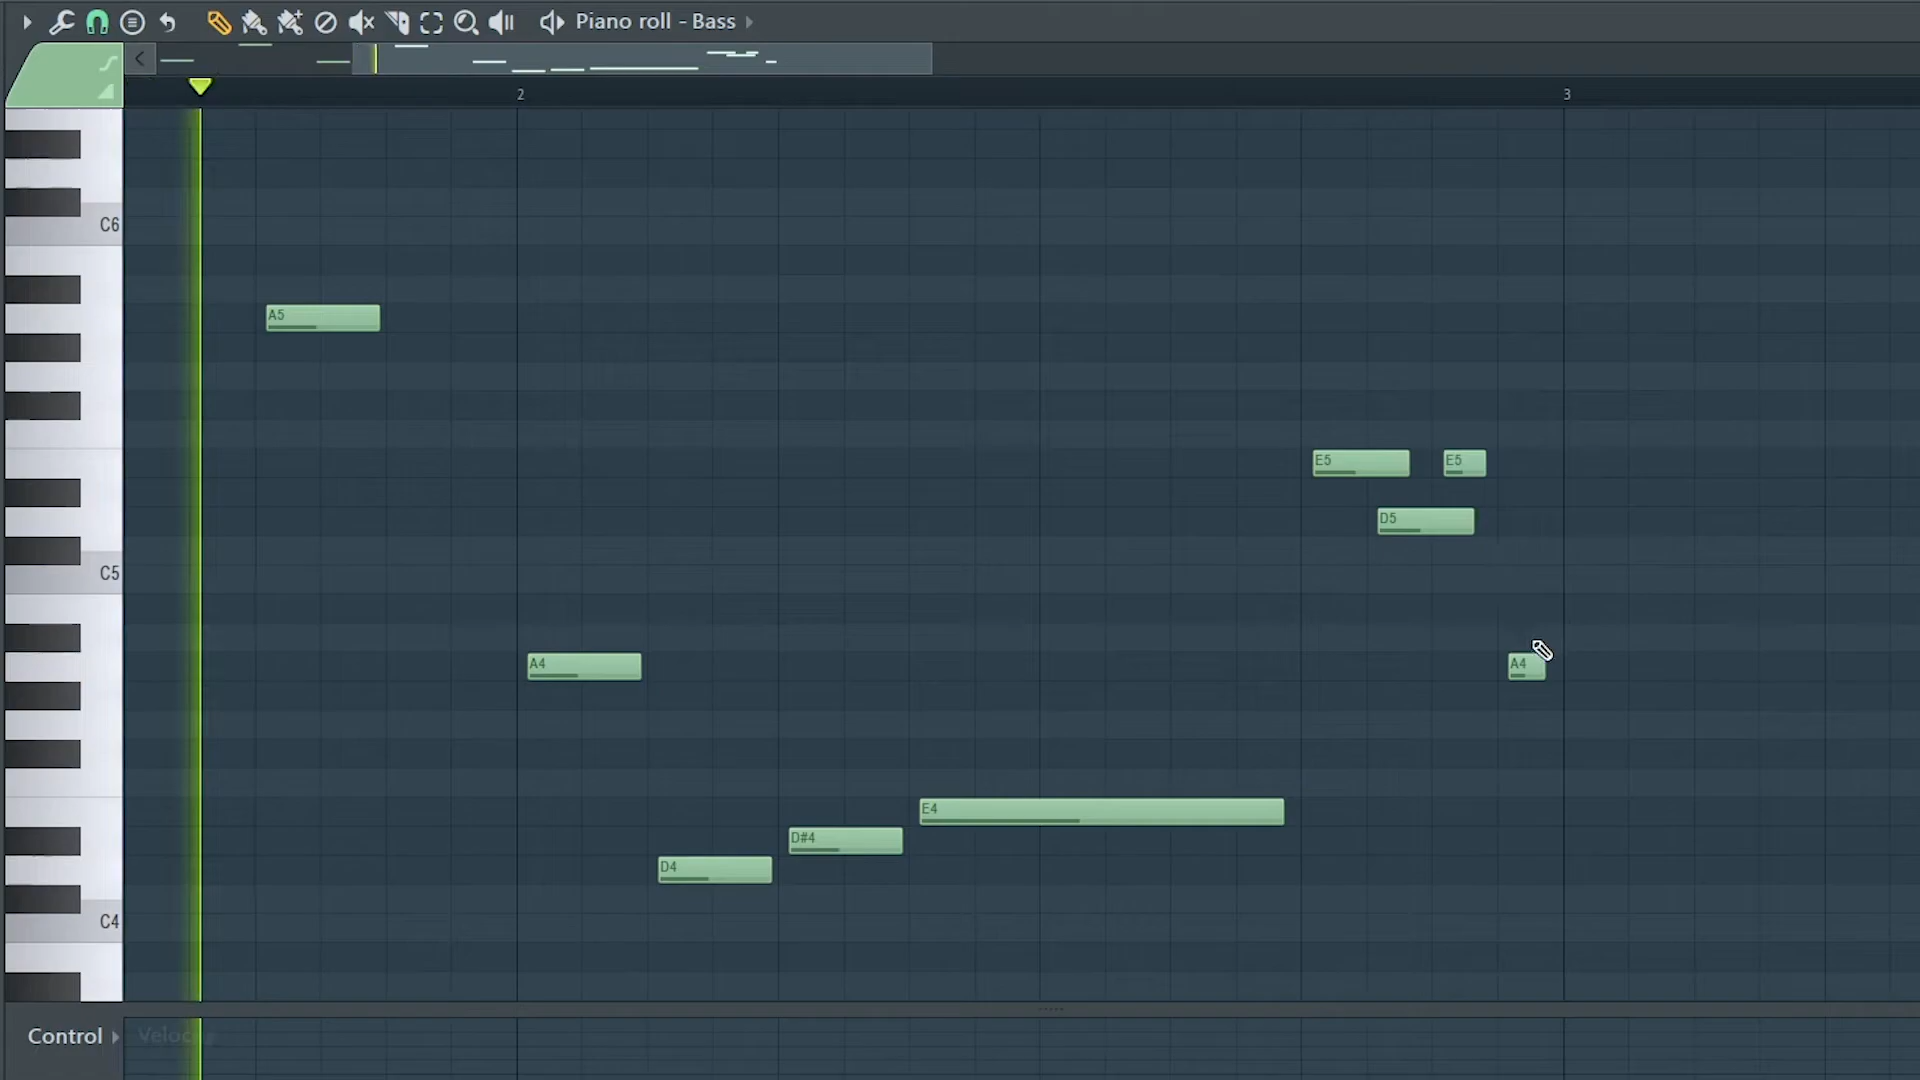 Piano roll - Bass
2 3
C6
A5
E5 E5
D5
C5
A4 A4
E4
D#4
D4
C4
Control